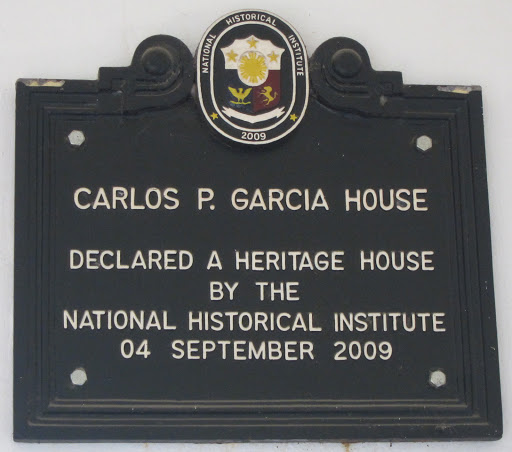 NATIONAL HISTORICAL INSTITUTE
2009
CARLOS P. GARCIA HOUSE
DECLARED A HERITAGE HOUSE
BY THE
NATIONAL HISTORICAL INSTITUTE
04 SEPTEMBER 2009